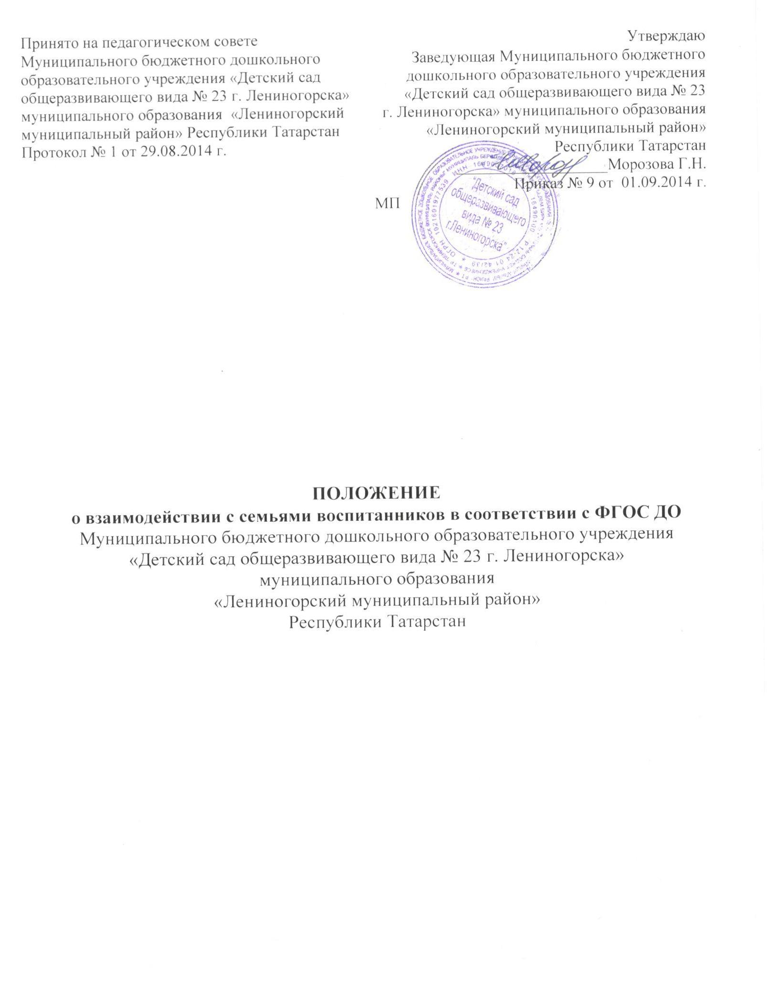 Принято на педагогическом совете
Муниципального бюджетного дошкольного
образовательного учреждения «Детский сад
общеразвивающего вида № 23 г. Лениногорска»
муниципального образования «Лениногорский
муниципальный район» Республики Татарстан
Протокол № 1 от 29.08.2014 г.
Утверждаю
Заведующая Муниципального бюджетного
дошкольного образовательного учреждения
«Детский сад общеразвивающего вида № 23
г. Лениногорска» муниципального образования
«Лениногорский муниципальный район»
Республики Татарстан
Морозова Г.Н.
Приказ № 9 от 01.09.2014 г.
МП
"Детский сад
общеразвивающего
вида № 23
г.Лениногорска"
ОГРН 1021601977539 ИНН
ПОЛОЖЕНИЕ
о взаимодействии с семьями воспитанников в соответствии с ФГОС ДО
Муниципального бюджетного дошкольного образовательного учреждения
«Детский сад общеразвивающего вида № 23 г. Лениногорска»
муниципального образования
«Лениногорский муниципальный район»
Республики Татарстан